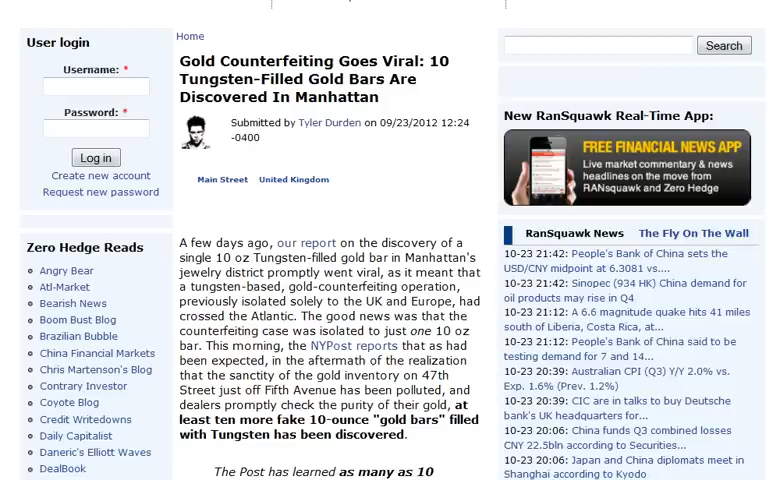 User login
Username: *
Password: *
Log in
Create new account
Request new password
Zero Hedge Reads
Angry Bear
Atl-Market
Bearish News
Boom Bust Blog
Brazilian Bubble
China Financial Markets
Chris Martenson's Blog
Contrary Investor
Coyote Blog
Credit Writedowns
Daily Capitalist
Daneric's Elliott Waves
DealBook
Home
Gold Counterfeiting Goes Viral: 10
Tungsten-Filled Gold Bars Are
Discovered In Manhattan
Submitted by Tyler Durden on 09/23/2012 12:24
-0400
Main Street United Kingdom
A few days ago, our report on the discovery of a
single 10 oz Tungsten-filled gold bar in Manhattan's
jewelry district promptly went viral, as it meant that
a tungsten-based, gold-counterfeiting operation,
previously isolated solely to the UK and Europe, had
crossed the Atlantic. The good news was that the
counterfeiting case was isolated to just one 10 oz
bar. This morning, the NYPost reports that as had
been expected, in the aftermath of the realization
that the sanctity of the gold inventory on 47th
Street just off Fifth Avenue has been polluted, and
dealers promptly check the purity of their gold, at
least ten more fake 10-ounce "gold bars" filled
with Tungsten has been discovered.
The Post has learned as many as 10
Search
New RanSquawk Real-Time App:
FREE FINANCIAL NEWS APP
Live market commentary & news
headlines on the move from
RANsquawk and Zero Hedge
RanSquawk News The Fly On The Wall
10-23 21:42: People's Bank of China sets the
USD/CNY midpoint at 6.3081 vs....
10-23 21:42: Sinopec (934 HK) China demand for
oil products may rise in Q4
10-23 21:12: A 6.6 magnitude quake hits 41 miles
south of Liberia, Costa Rica, at...
10-23 21:12: People's Bank of China said to be
testing demand for 7 and 14...
10-23 20:39: Australian CPI (Q3) Y/Y 2.0% vs.
Exp. 1.6% (Prev. 1.2%)
10-23 20:39: CIC are in talks to buy Deutsche
bank's UK headquarters for...
10-23 20:06: China funds Q3 combined losses
CNY 22.5bln according to Securities...
10-23 20:06: Japan and China diplomats meet in
Shanghai according to Kyodo